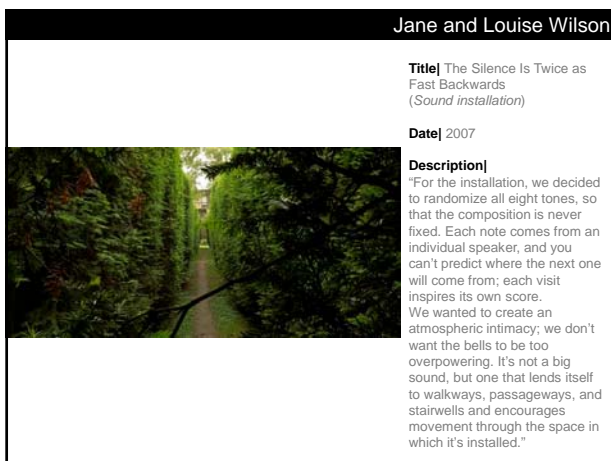 Jane and Louise Wilson
Title| The Silence Is Twice as
Fast Backwards
(Sound installation)
Date| 2007
Description|
“For the installation, we decided
to randomize all eight tones, so
that the composition is never
fixed. Each note comes from an
individual speaker, and you
can’t predict where the next one
will come from; each visit
inspires its own score.
We wanted to create an
atmospheric intimacy; we don’t
want the bells to be too
overpowering. It’s not a big
sound, but one that lends itself
to walkways, passageways, and
stairwells and encourages
movement through the space in
which it’s installed.”